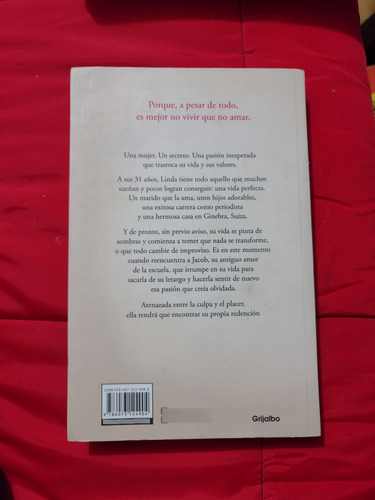 Porque, a pesar de todo,
es mejor no vivir que no amar.
Una mujer. Un secreto. Una pasión inesperada
que trastoca su vida y sus valores.
A sus 31 años, Linda tiene todo aquello que muchos
sueñan y pocos logran conseguir: una vida perfecta.
Un marido que la ama, unos hijos adorables,
una exitosa carrera como periodista
y una hermosa casa en Ginebra, Suiza.
Y de pronto, sin previo aviso, su vida se pinta de
sombras y comienza a temer que nada se transforme,
o que todo cambie de improviso. Es en este momento
cuando reencuentra a Jacob, su antiguo amor
de la escuela, que irrumpe en su vida para
sacarla de su letargo y hacerla sentir de nuevo
esa pasión que creía olvidada.
Atenazada entre la culpa y el placer,
ella tendrá que encontrar su propia redención
Grijalbo